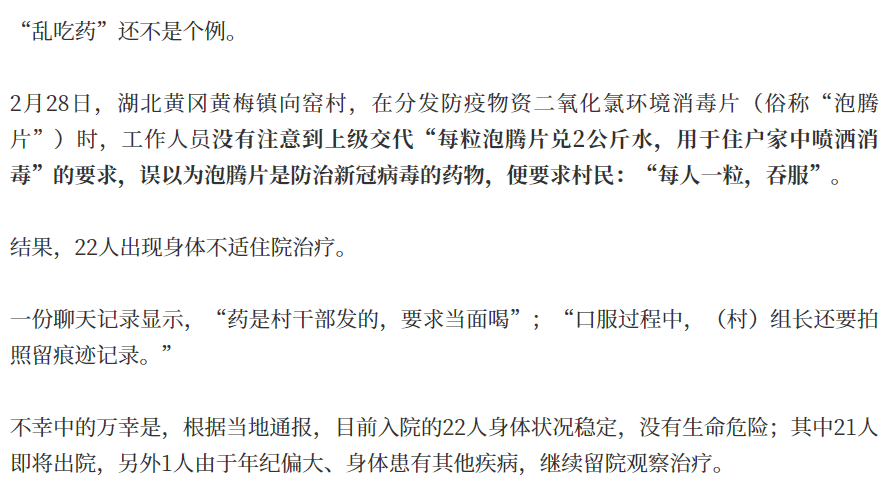 “乱吃药”还不是个例。
2月28日，湖北黄冈黄梅镇向窑村，在分发防疫物资二氧化氯环境消毒片（俗称“泡腾
片”）时，工作人员没有注意到上级交代“每粒泡腾片兑2公斤水，用于住户家中喷洒消
毒”的要求，误以为泡腾片是防治新冠病毒的药物，便要求村民：“每人一粒，吞服”。
结果，22人出现身体不适住院治疗。
一份聊天记录显示，“药是村干部发的，要求当面喝”；“口服过程中，（村）组长还要拍
照留痕迹记录。”
不幸中的万幸是，根据当地通报，目前入院的22人身体状况稳定，没有生命危险；其中21人
即将出院，另外1人由于年纪偏大、身体患有其他疾病，继续留院观察治疗。